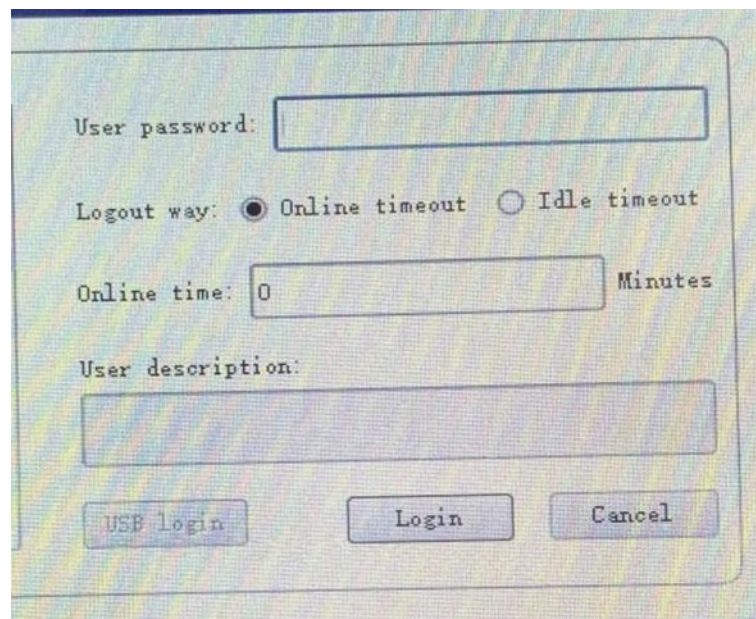 User password:
Logout way: Online timeout Idle timeout
Online time: 0 Minutes
User description:
USB login Login Cancel